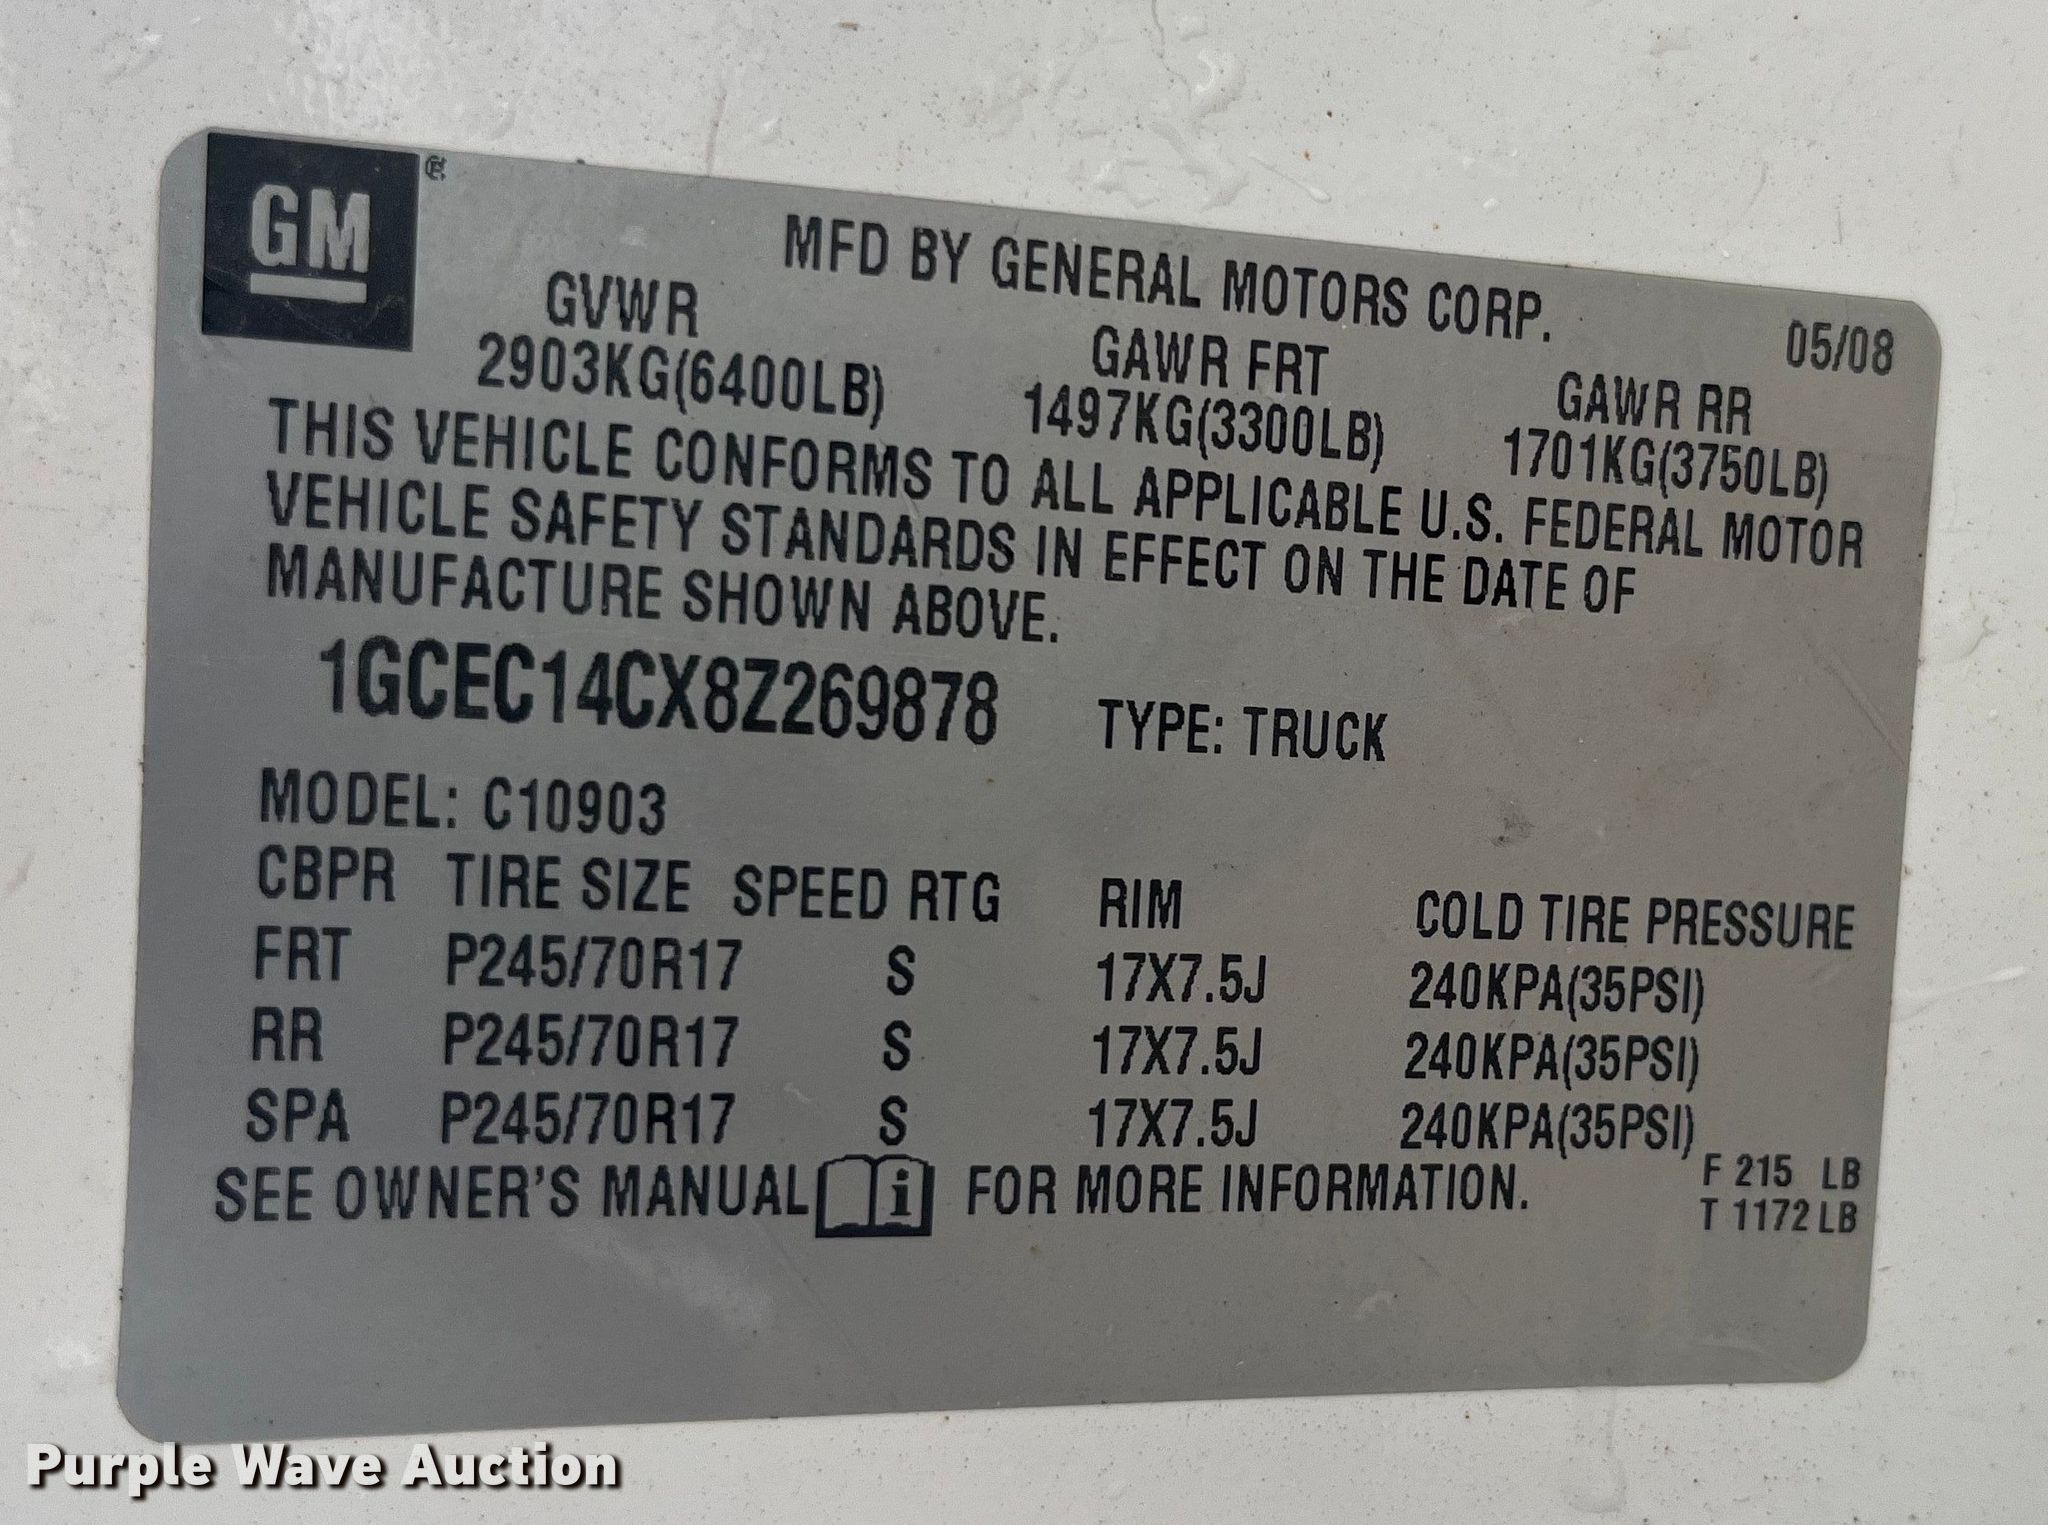 GM®
MFD BY GENERAL MOTORS CORP.
05/08
GVWR GAWR FRT GAWR RR
2903KG(6400LB) 1497KG(3300LB) 1701KG(3750LB)
THIS VEHICLE CONFORMS TO ALL APPLICABLE U.S. FEDERAL MOTOR
VEHICLE SAFETY STANDARDS IN EFFECT ON THE DATE OF
MANUFACTURE SHOWN ABOVE.
1GCEC14CX8Z269878 TYPE: TRUCK
MODEL: C10903
CBPR TIRE SIZE SPEED RTG RIM COLD TIRE PRESSURE
FRT P245/70R17 S 17X7.5J 240KPA(35PSI)
RR P245/70R17 S 17X7.5J 240KPA(35PSI)
SPA P245/70R17 S 17X7.5J 240KPA(35PSI)
SEE OWNER'S MANUAL i FOR MORE INFORMATION.
F 215 LB
T 1172 LB
Purple Wave Auction